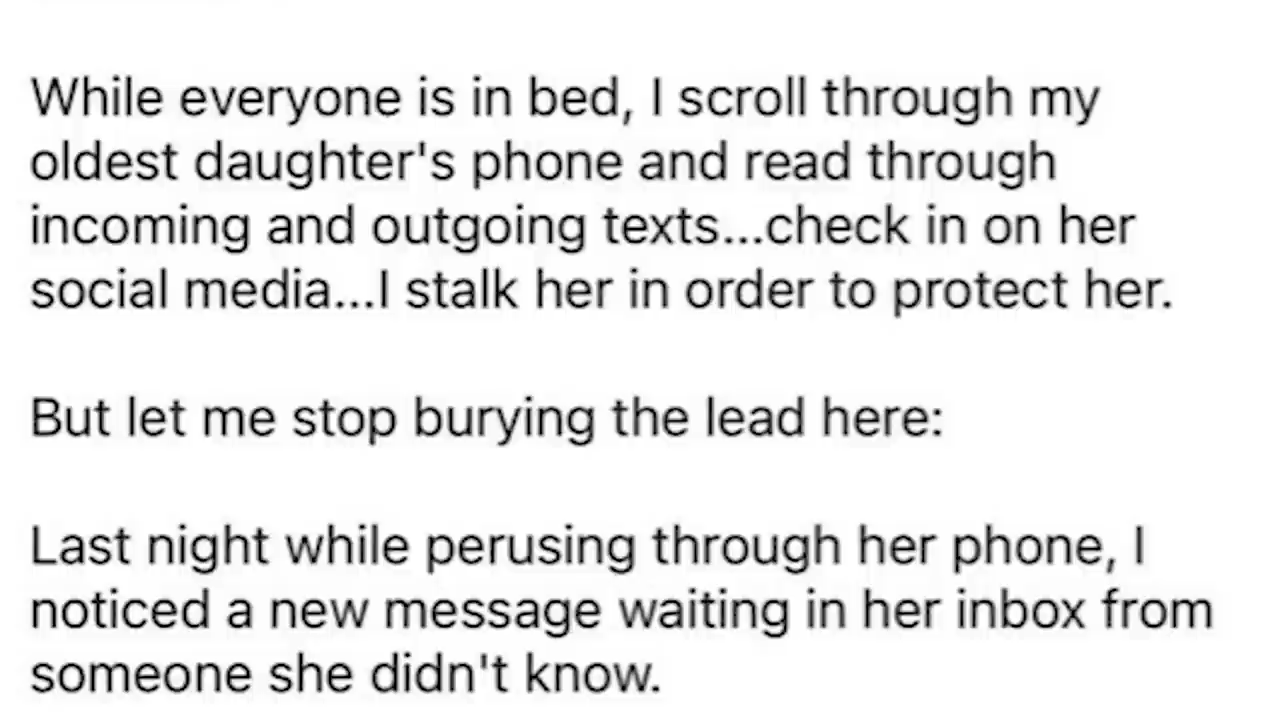 While everyone is in bed, I scroll through my
oldest daughter's phone and read through
incoming and outgoing texts...check in on her
social media...I stalk her in order to protect her.
But let me stop burying the lead here:
Last night while perusing through her phone, I
noticed a new message waiting in her inbox from
someone she didn't know.